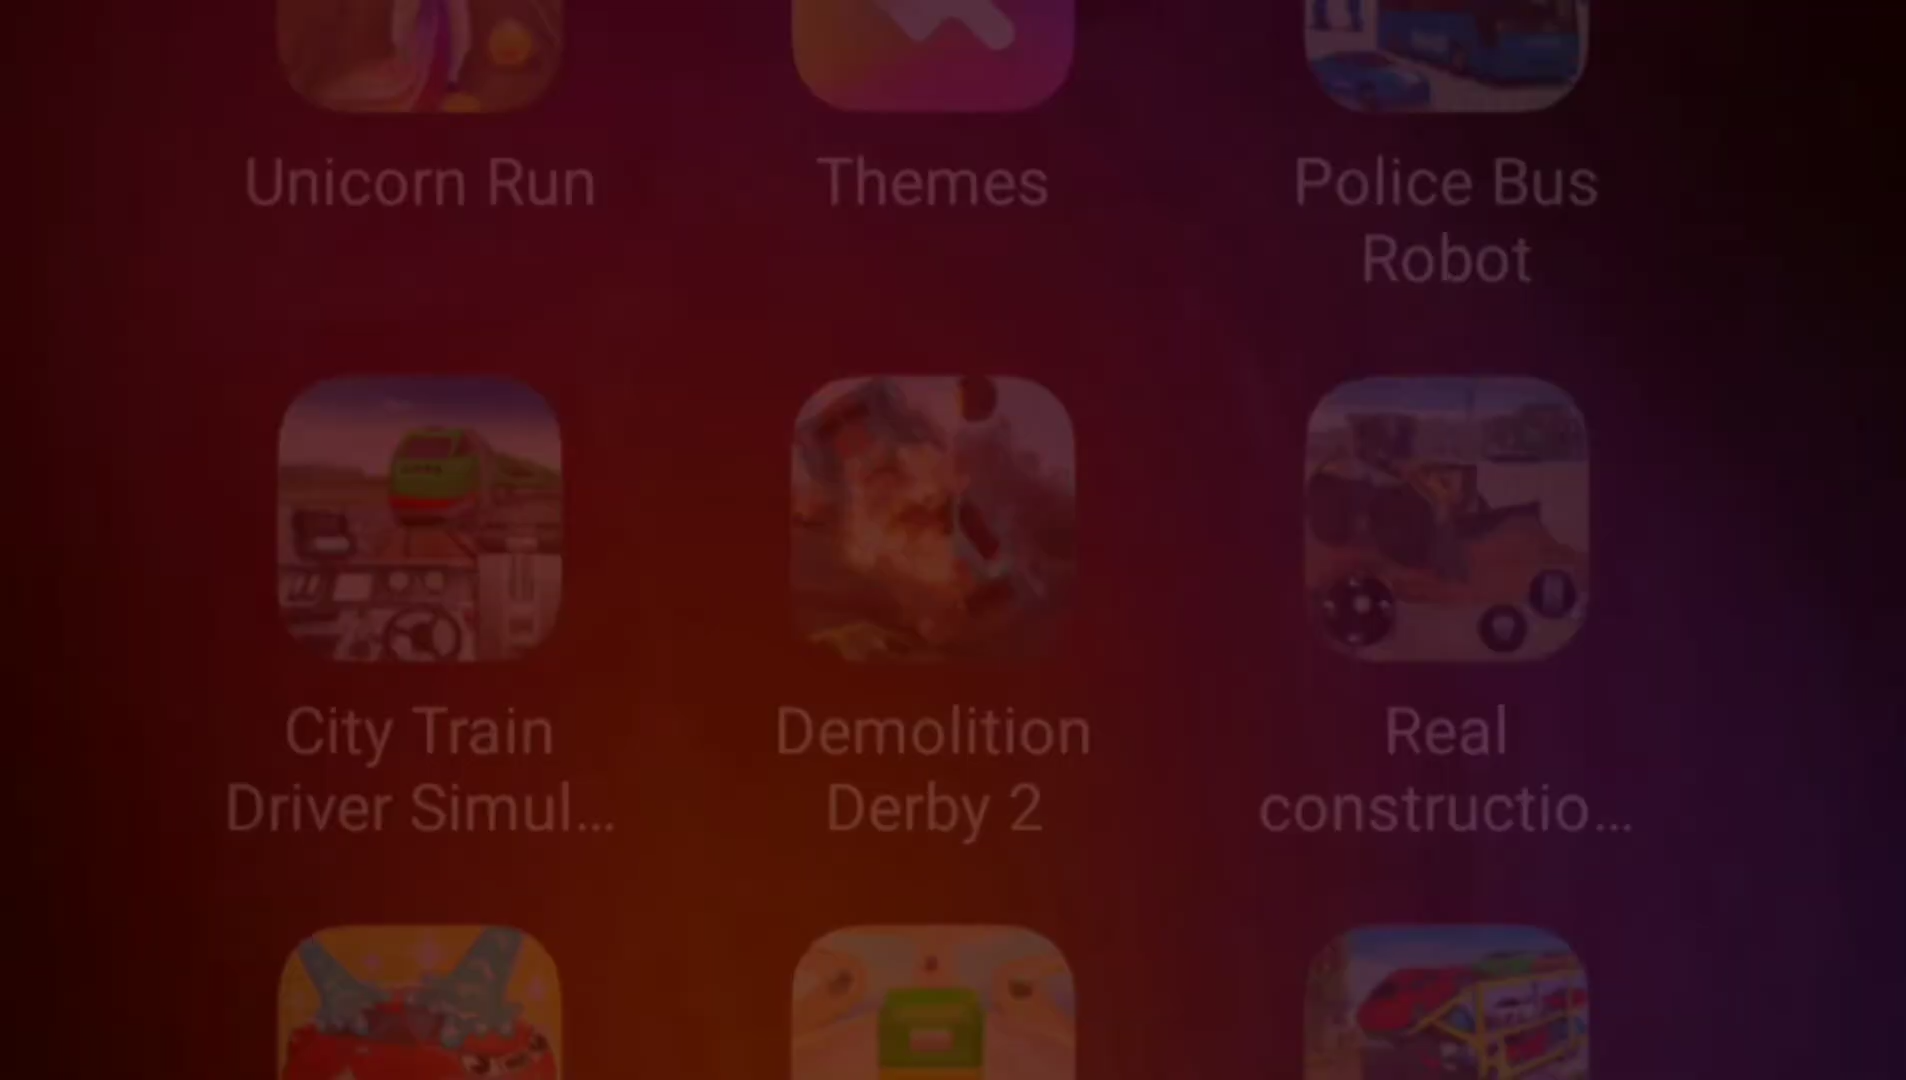 Unicorn Run
Themes
Police Bus
Robot
City Train
Driver Simul...
Demolition
Derby 2
Real
constructio...